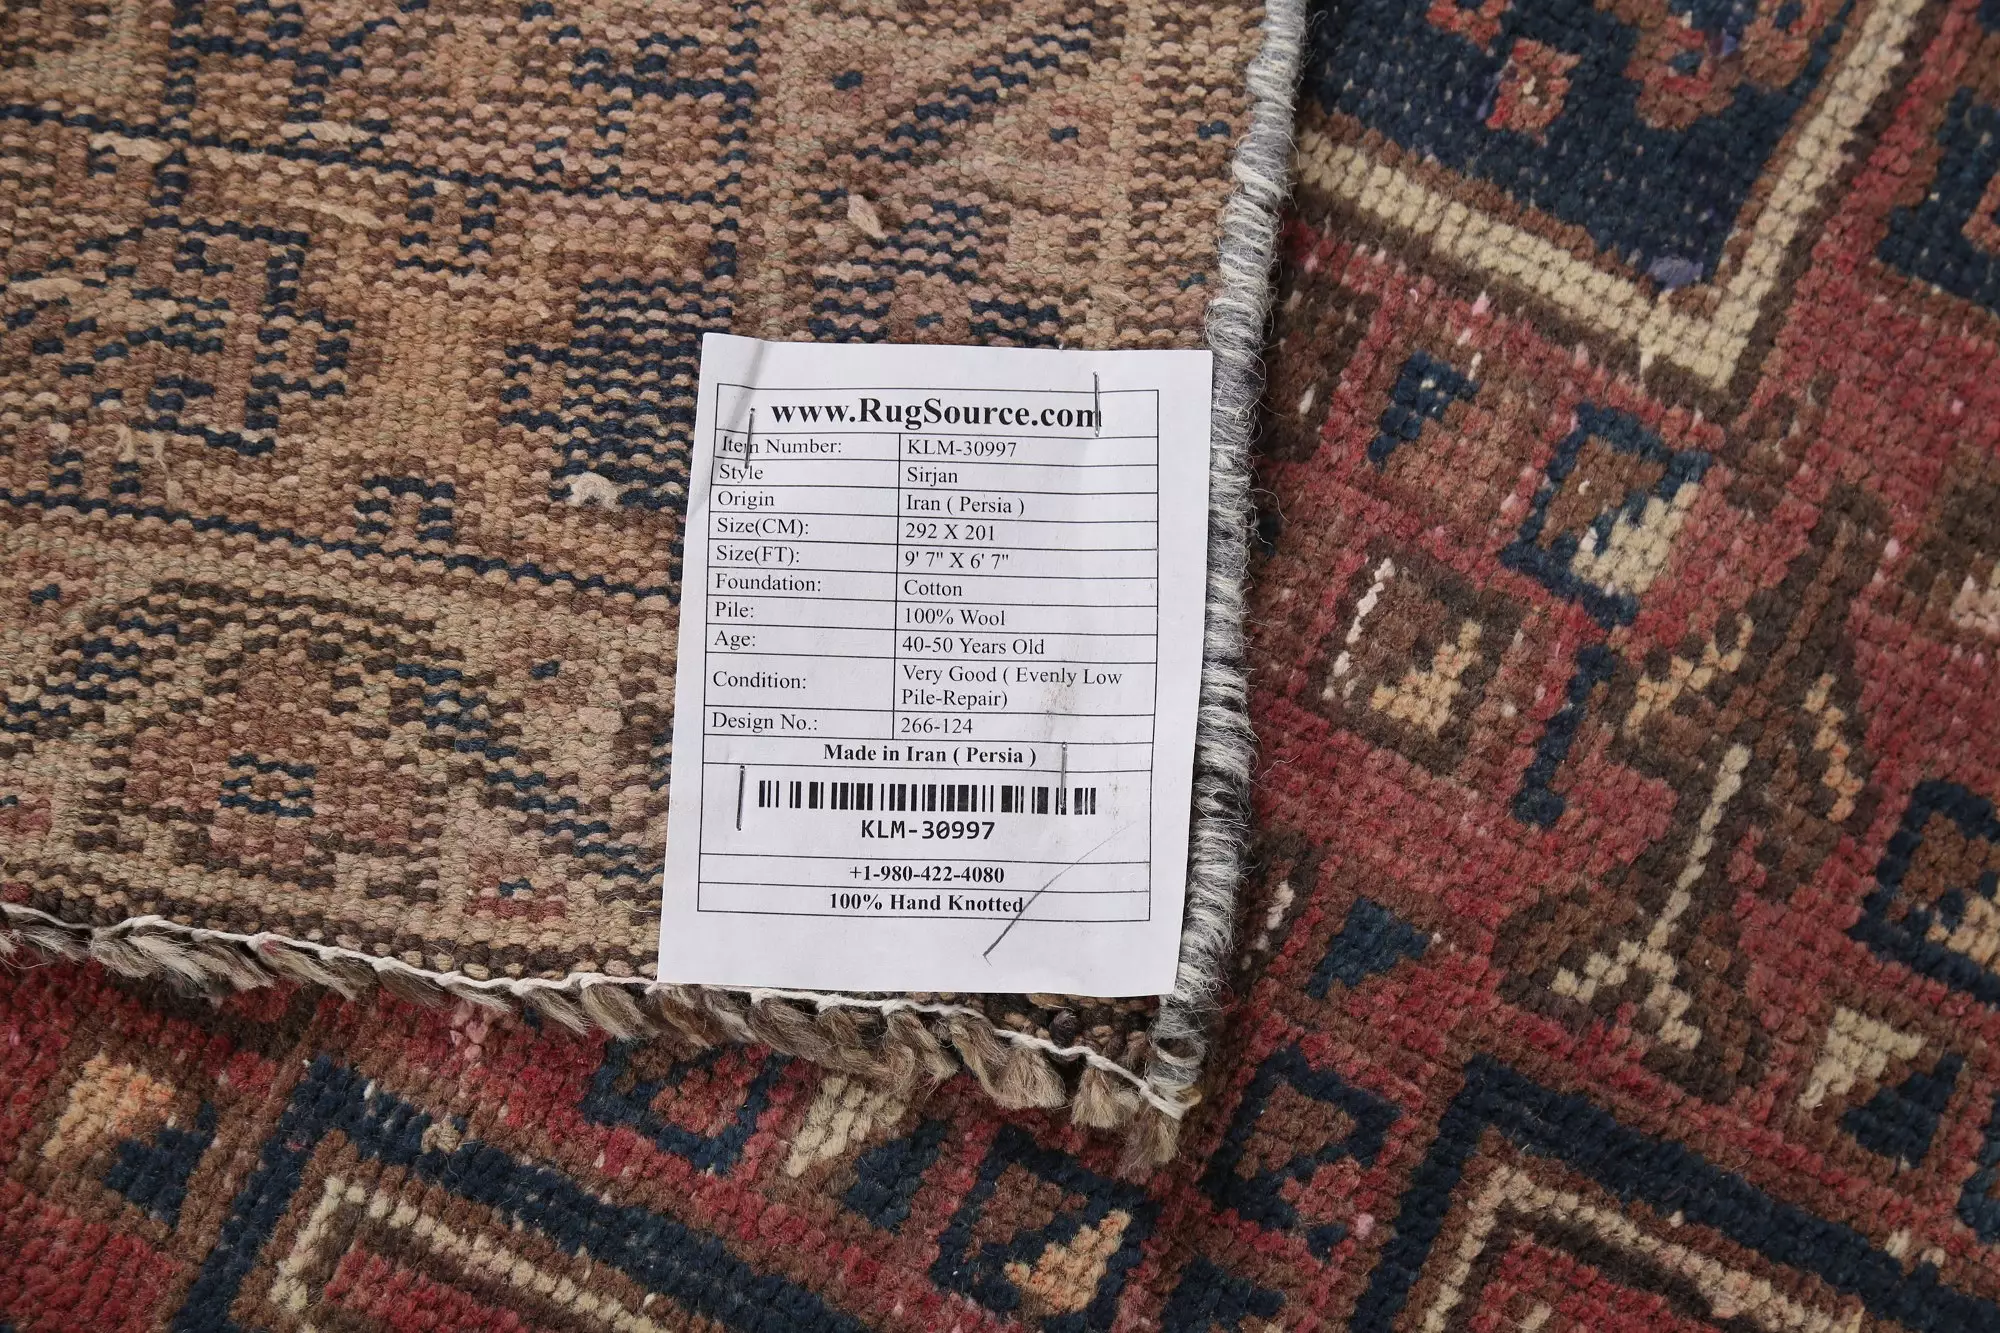 www.RugSource.com
Item Number: KLM-30997
Style Sirjan
Origin Iran ( Persia )
Size(CM): 292 X 201
Size(FT): 9' 7" X 6' 7"
Foundation: Cotton
Pile: 100% Wool
Age: 40-50 Years Old
Condition: Very Good ( Evenly Low
Pile-Repair)
Design No.: 266-124
Made in Iran ( Persia )
KLM-30997
+1-980-422-4080
100% Hand Knotted